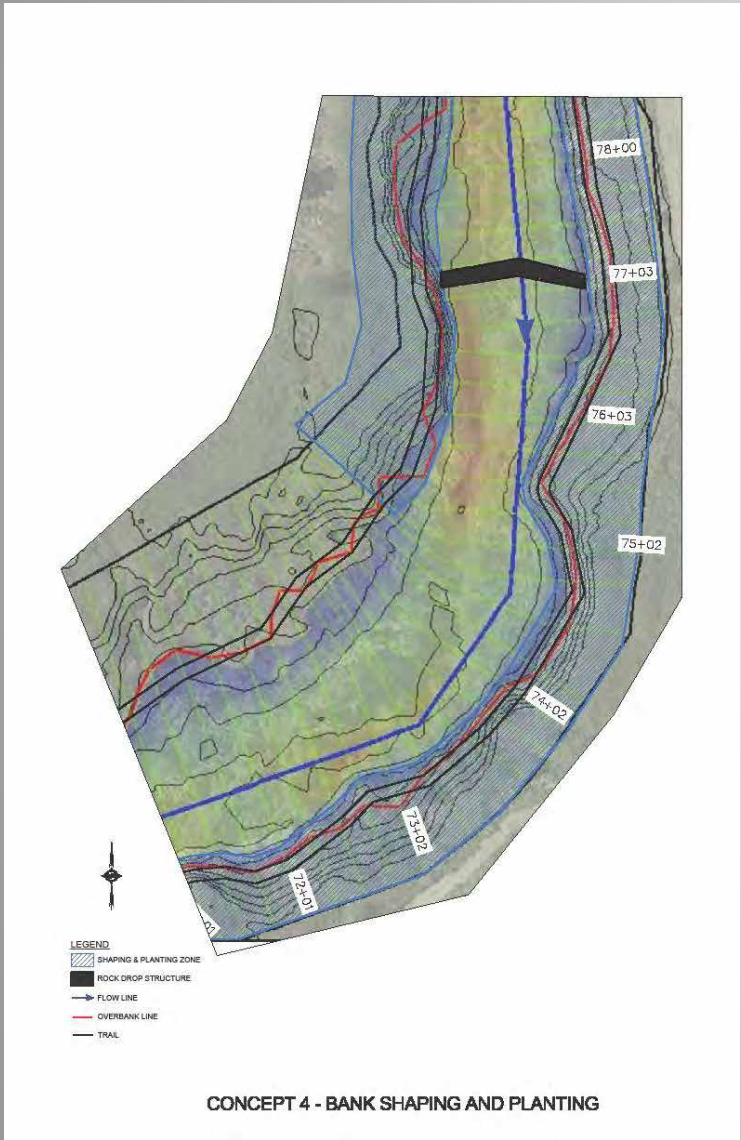 78+00
77+03
76+03
75+02
74+02
73+02
72+01
LEGEND
SHAPING & PLANTING ZONE
ROCK DROP STRUCTURE
FLOW LINE
OVERBANK LINE
TRAIL
CONCEPT 4 - BANK SHAPING AND PLANTING